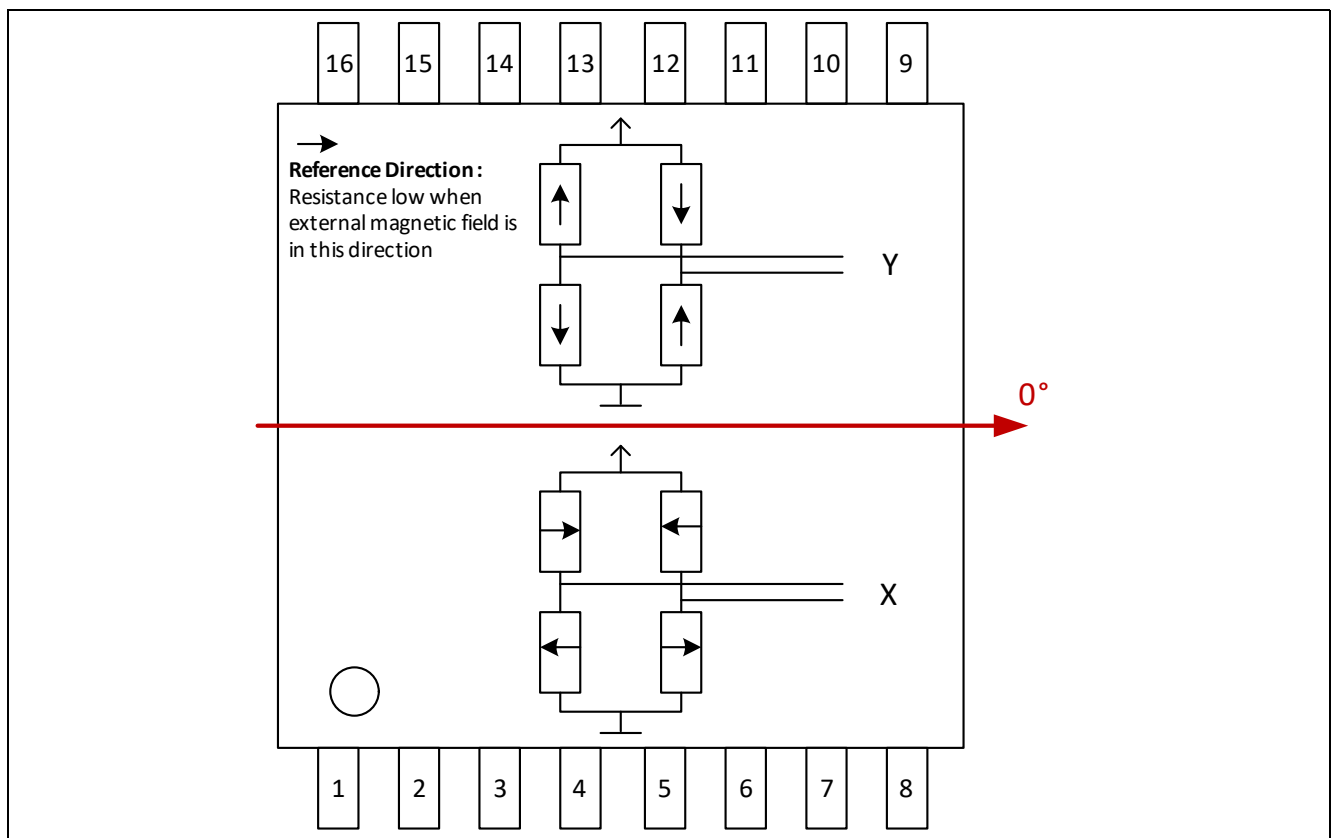 16 15 14 13 12 11 10 9
Reference Direction :
Resistance low when
external magnetic field is
in this direction
Y
0°
X
1 2 3 4 5 6 7 8